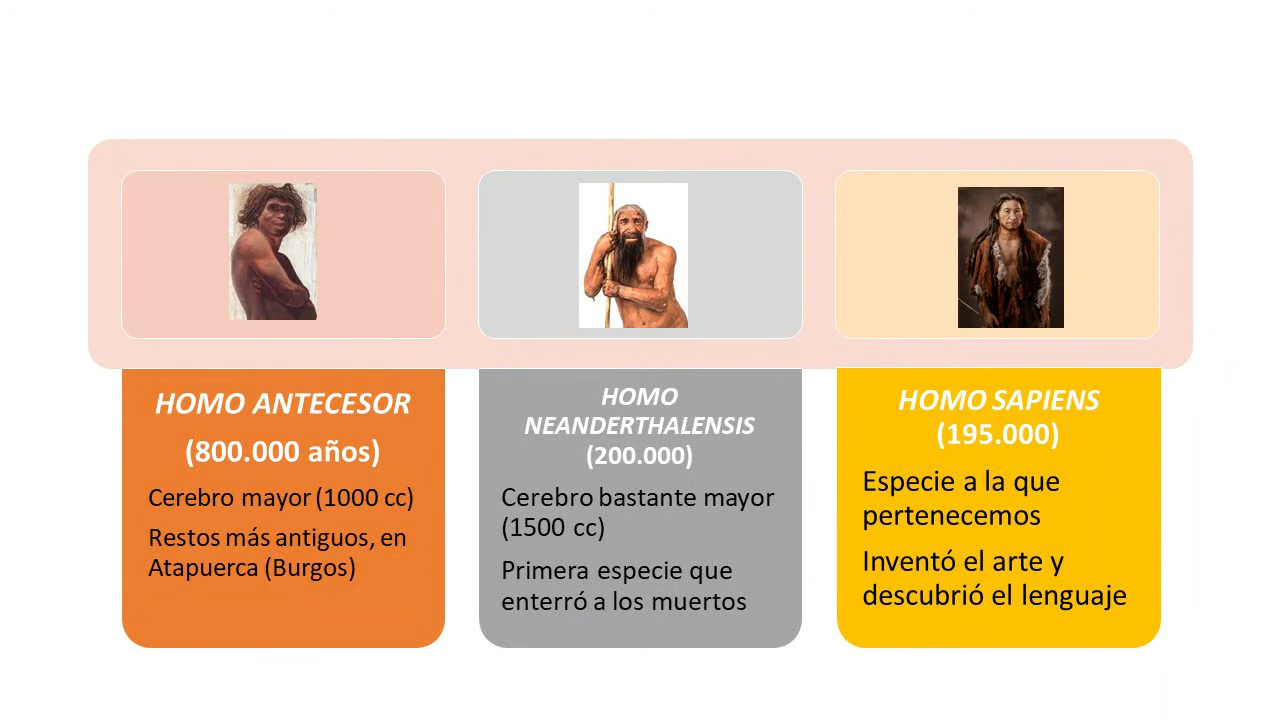 HOMO ANTECESOR
(800.000 años)
Cerebro mayor (1000 cc)
Restos más antiguos, en
Atapuerca (Burgos)
HOMO
NEANDERTHALENSIS
(200.000)
Cerebro bastante mayor
(1500 cc)
Primera especie que
enterró a los muertos
HOMO SAPIENS
(195.000)
Especie a la que
pertenecemos
Inventó el arte y
descubrió el lenguaje